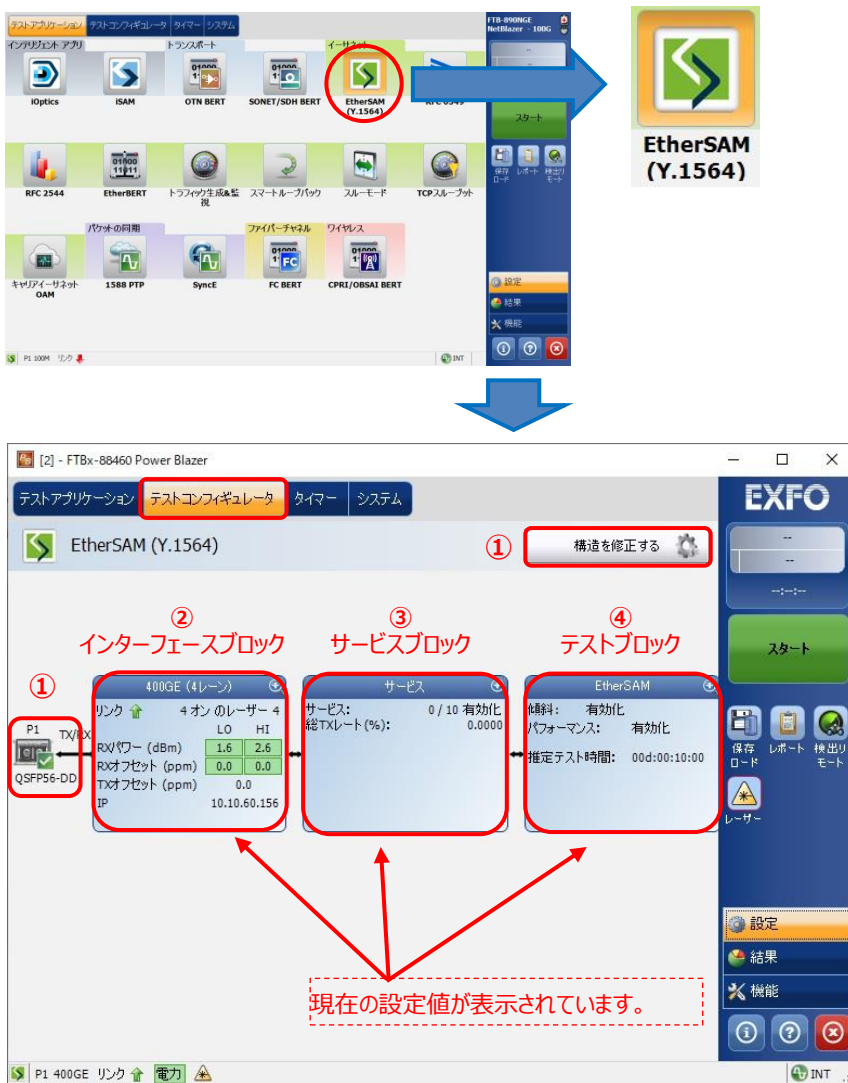 テストアプリケーション テストコンフィギュレータ タイマー システム
FTB-890NGE
NetBlazer - 100G
インテリジェント アプリ トランスポート イーサネット
iOptics iSAM OTN BERT SONET/SDH BERT EtherSAM
(Y.1564)
EtherSAM
(Y.1564)
--
--
スタート
RFC 2544 EtherBERT トラフィック生成&監視 スマートループバック スルーモード TCPスループット
保存
ロード
レポート
検出リモート
パケットの同期 ファイバーチャネル ワイヤレス
キャリアイーサネット
OAM
1588 PTP SyncE FC BERT CPRI/OBSAI BERT
設定
結果
機能
P1 100M リンク INT
[2] - FTBx-88460 Power Blazer
テストアプリケーション テストコンフィギュレータ タイマー システム
EXFO
EtherSAM (Y.1564)
① 構造を修正する
--
--
--:--:--
② ③ ④
インターフェースブロック サービスブロック テストブロック
スタート
①
P1
TX/RX
QSFP56-DD
400GE (4レーン)
リンク 4 オン のレーザー 4
LO HI
RXパワー (dBm) 1.6 2.6
RXオフセット (ppm) 0.0 0.0
TXオフセット (ppm) 0.0
IP 10.10.60.156
サービス
サービス: 0 / 10 有効化
総TXレート(%): 0.0000
EtherSAM
傾斜: 有効化
パフォーマンス: 有効化
推定テスト時間: 00d:00:10:00
保存
ロード
レポート
検出リ
モート
レーザー
現在の設定値が表示されています。
設定
結果
機能
P1 400GE リンク 電力 INT